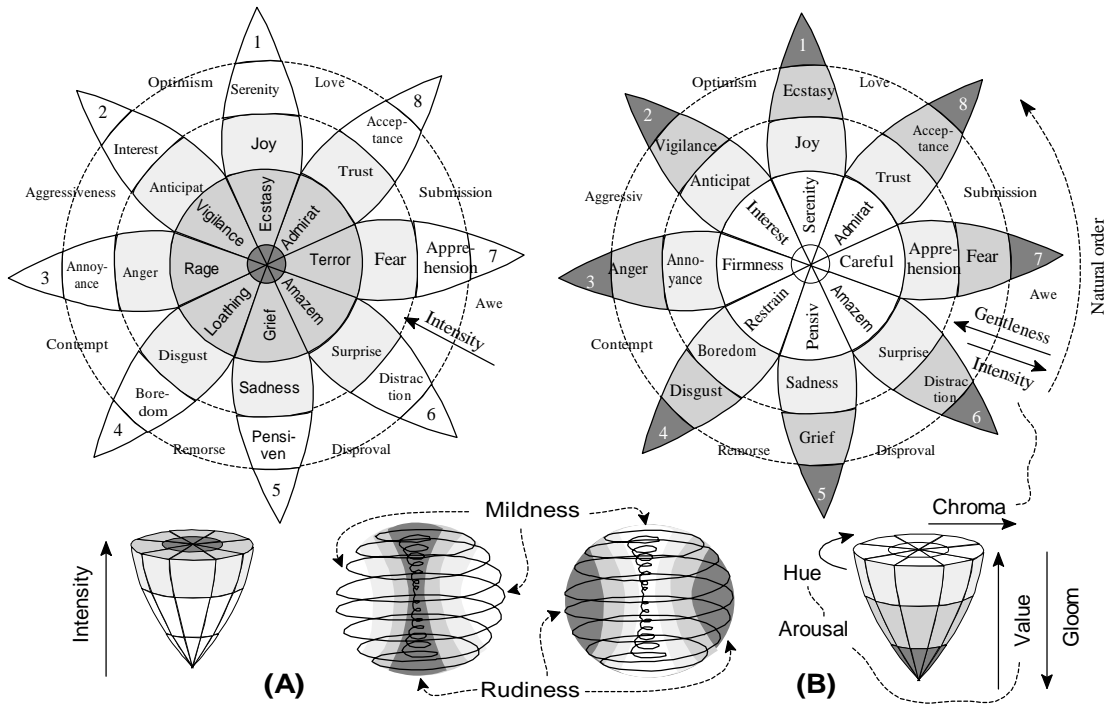 1
Optimism
Love
Serenity
2
8
Accep-
tance
Joy
Interest
Trust
Anticipat
Aggressiveness
Submission
Vigilance
Ecstasy
Admirat
3
Annoy-
ance
Anger
Rage
Terror
Fear
Appre-
hension
7
Awe
Loathing
Grief
Amazem
Intensity
Contempt
Disgust
Surprise
Bore-
dom
Sadness
Distrac
tion
4
6
Remorse
Pensi-
ven
Disproval
5
1
Optimism
Love
Ecstasy
2
8
Accep-
tance
Vigilance
Joy
Anticipat
Trust
Aggressiv
Submission
Interest
Serenity
Admirat
3
Anger
Anno-
yance
Firmness
Careful
Appre-
hension
Fear
7
Awe
Natural order
Restrain
Pensiv
Amazem
Gentleness
Intensity
Contempt
Boredom
Surprise
Disgust
Sadness
Distrac
tion
4
6
Remorse
Grief
Disproval
5
Intensity
Mildness
Rudiness
(A)
Chroma
Hue
Arousal
Value
Gloom
(B)